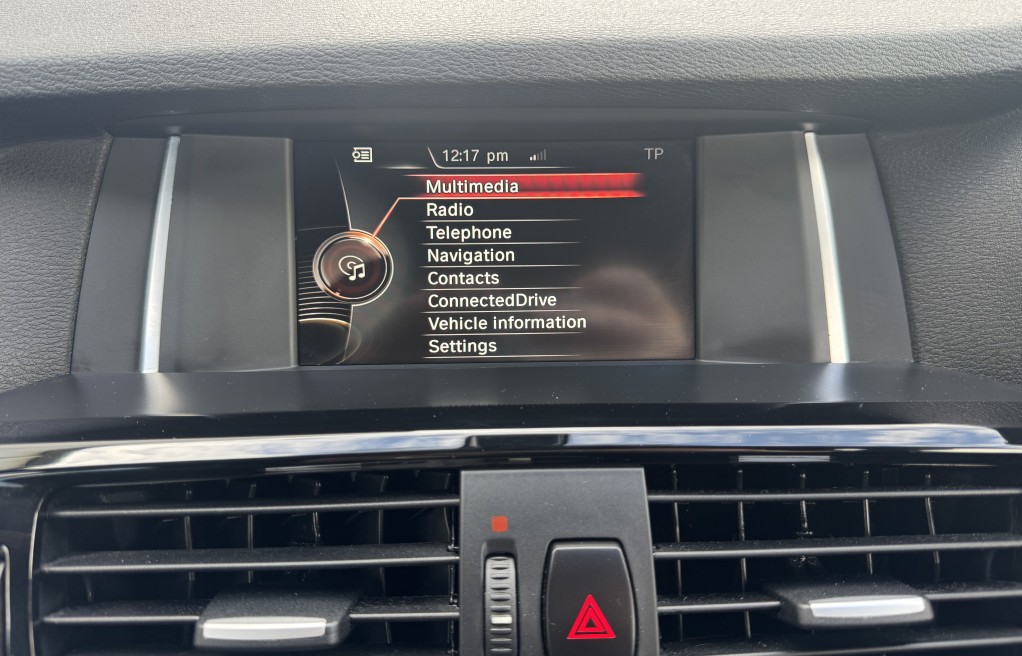 12:17 pm TP
Multimedia
Radio
Telephone
Navigation
Contacts
ConnectedDrive
Vehicle information
Settings